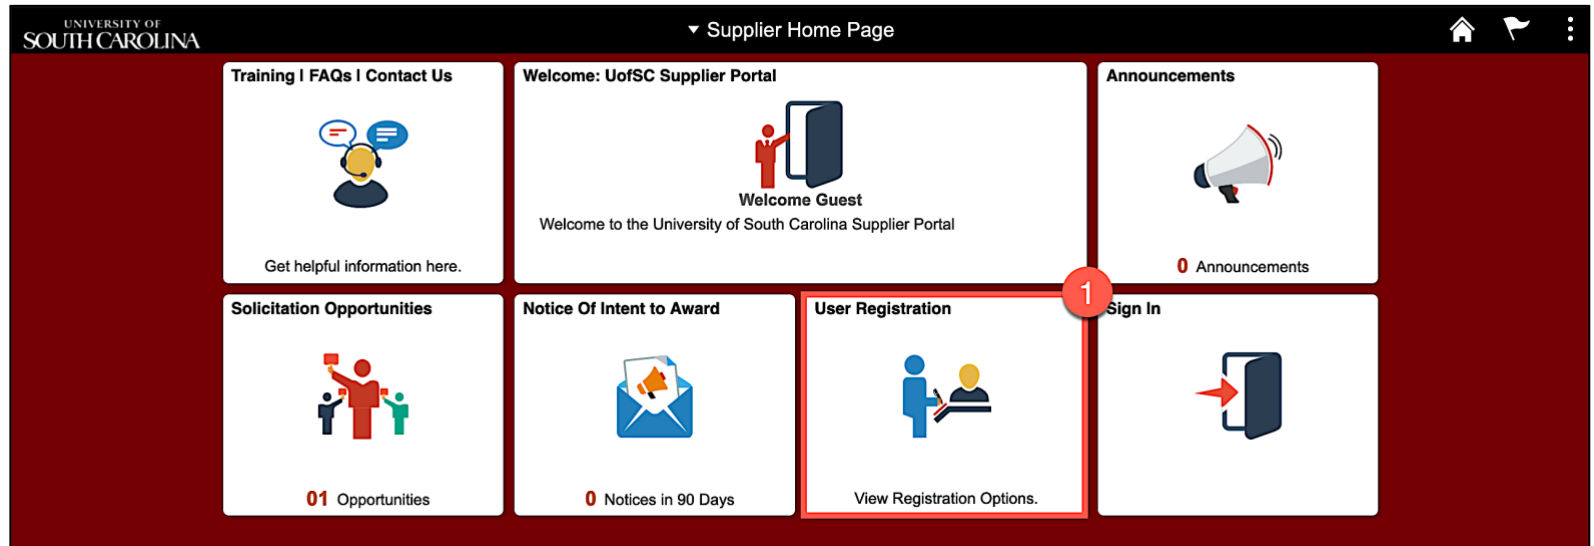 UNIVERSITY OF
SOUTH CAROLINA
Supplier Home Page
Training I FAQs I Contact Us
Get helpful information here.
Welcome: UofSC Supplier Portal
Welcome Guest
Welcome to the University of South Carolina Supplier Portal
Announcements
0 Announcements
Solicitation Opportunities
01 Opportunities
Notice Of Intent to Award
0 Notices in 90 Days
User Registration
View Registration Options.
1
Sign In